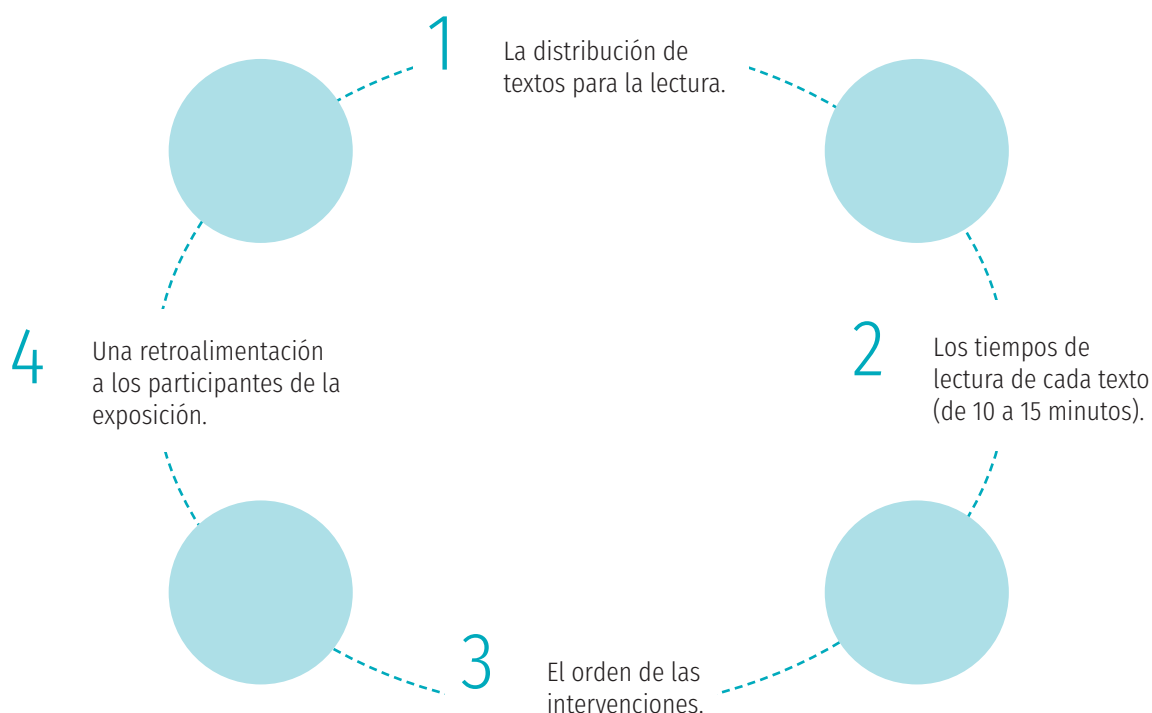 1
La distribución de
textos para la lectura.
2
Los tiempos de
lectura de cada texto
(de 10 a 15 minutos).
3
El orden de las
intervenciones.
4
Una retroalimentación
a los participantes de la
exposición.